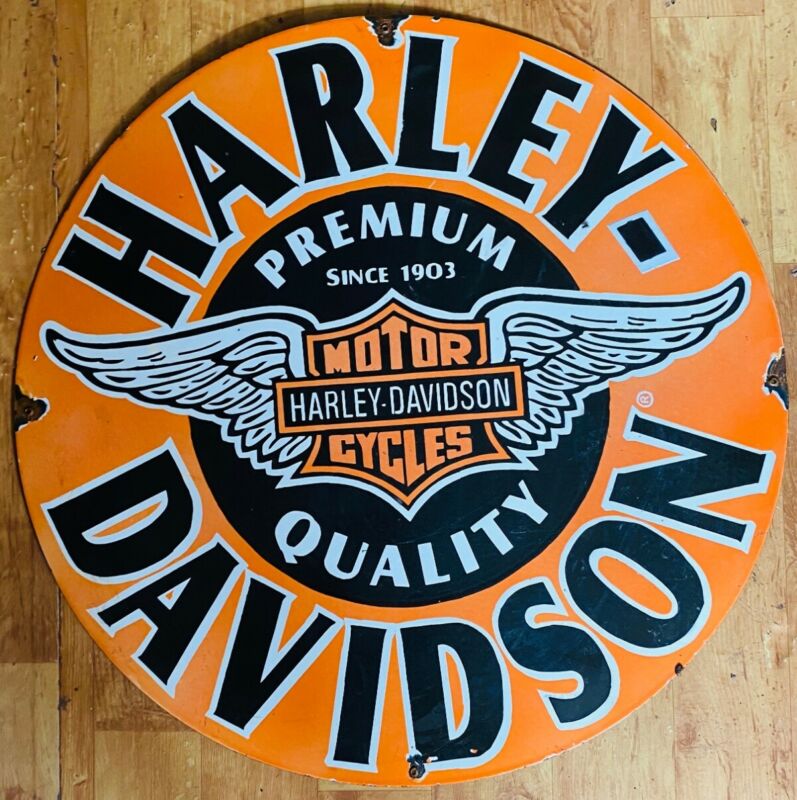 HARLEY-
PREMIUM
SINCE 1903
MOTOR
HARLEY-DAVIDSON
CYCLES
®
QUALITY
DAVIDSON